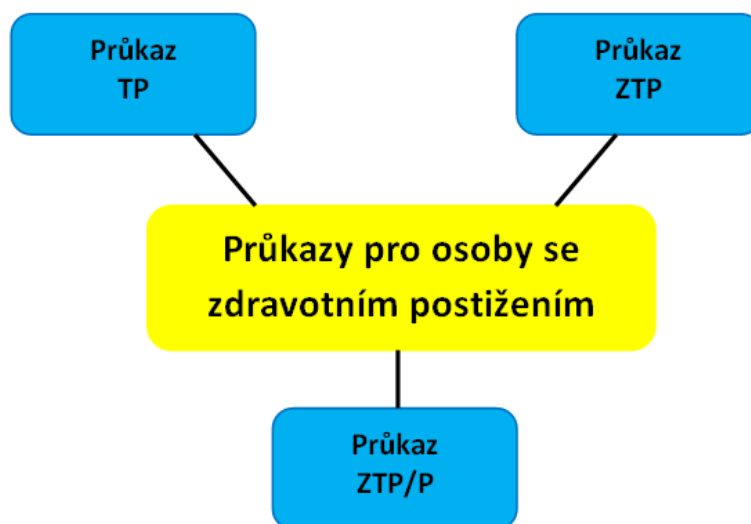 Průkaz
TP
Průkaz
ZTP
Průkazy pro osoby se
zdravotním postižením
Průkaz
ZTP/P